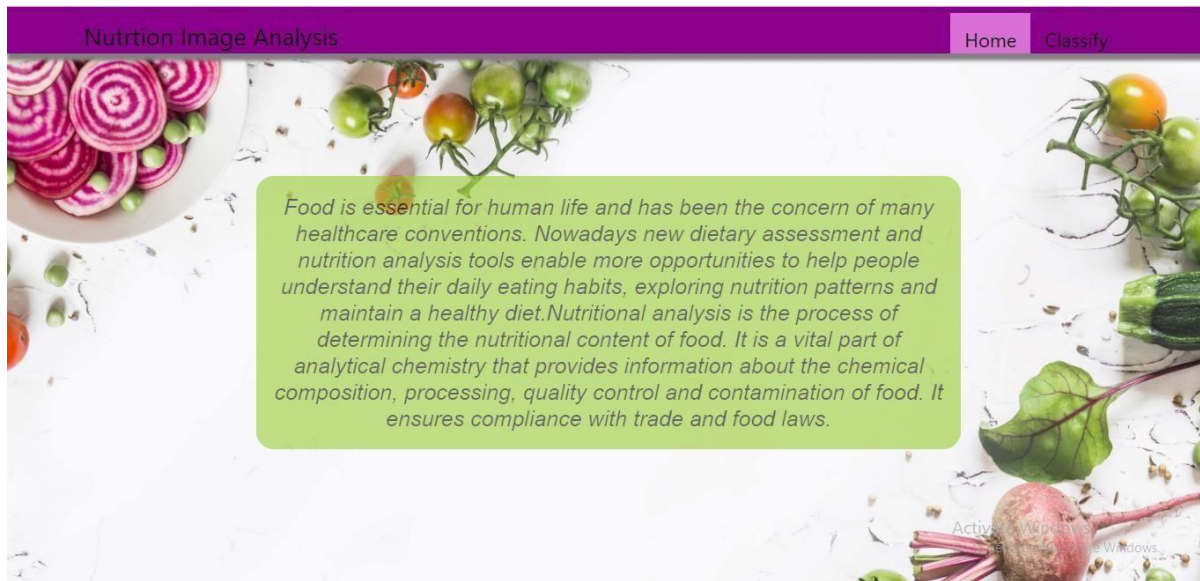 Nutrtion Image Analysis
Home
Classify
Food is essential for human life and has been the concern of many
healthcare conventions. Nowadays new dietary assessment and
nutrition analysis tools enable more opportunities to help people
understand their daily eating habits, exploring nutrition patterns and
maintain a healthy diet.Nutritional analysis is the process of
determining the nutritional content of food. It is a vital part of
analytical chemistry that provides information about the chemical
composition, processing, quality control and contamination of food. It
ensures compliance with trade and food laws.
Windows.